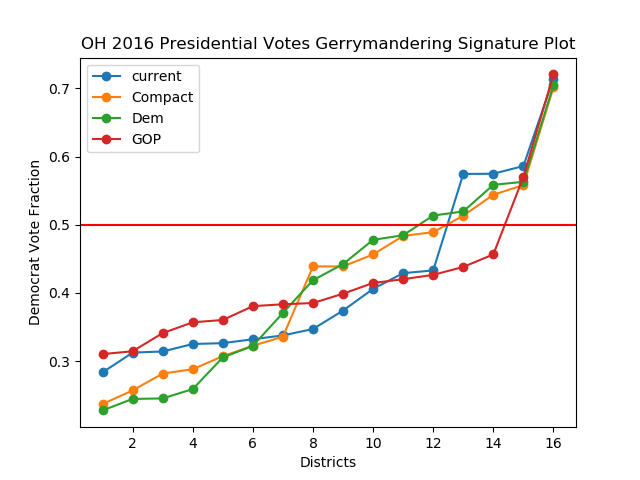 OH 2016 Presidential Votes Gerrymandering Signature Plot
current
Compact
Dem
GOP
Democrat Vote Fraction
0.7
0.6
0.5
0.4
0.3
2 4 6 8 10 12 14 16
Districts